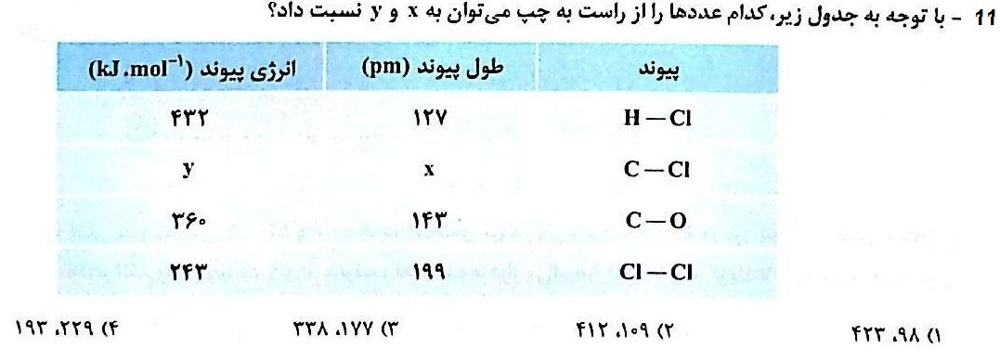 11 - با توجه به جدول زیر، کدام عددها را از راست به چپ می‌توان به x و y نسبت داد؟
پیوند طول پیوند (pm) انرژی پیوند (kJ.mol⁻¹)
H—Cl ۱۲۷ ۴۳۲
C—Cl x y
C—O ۱۴۳ ۳۶۰
Cl—Cl ۱۹۹ ۲۴۳
۱) ۹۸، ۴۲۳ ۲) ۱۰۹، ۴۱۲ ۳) ۱۷۷، ۳۳۸ ۴) ۲۲۹، ۱۹۳